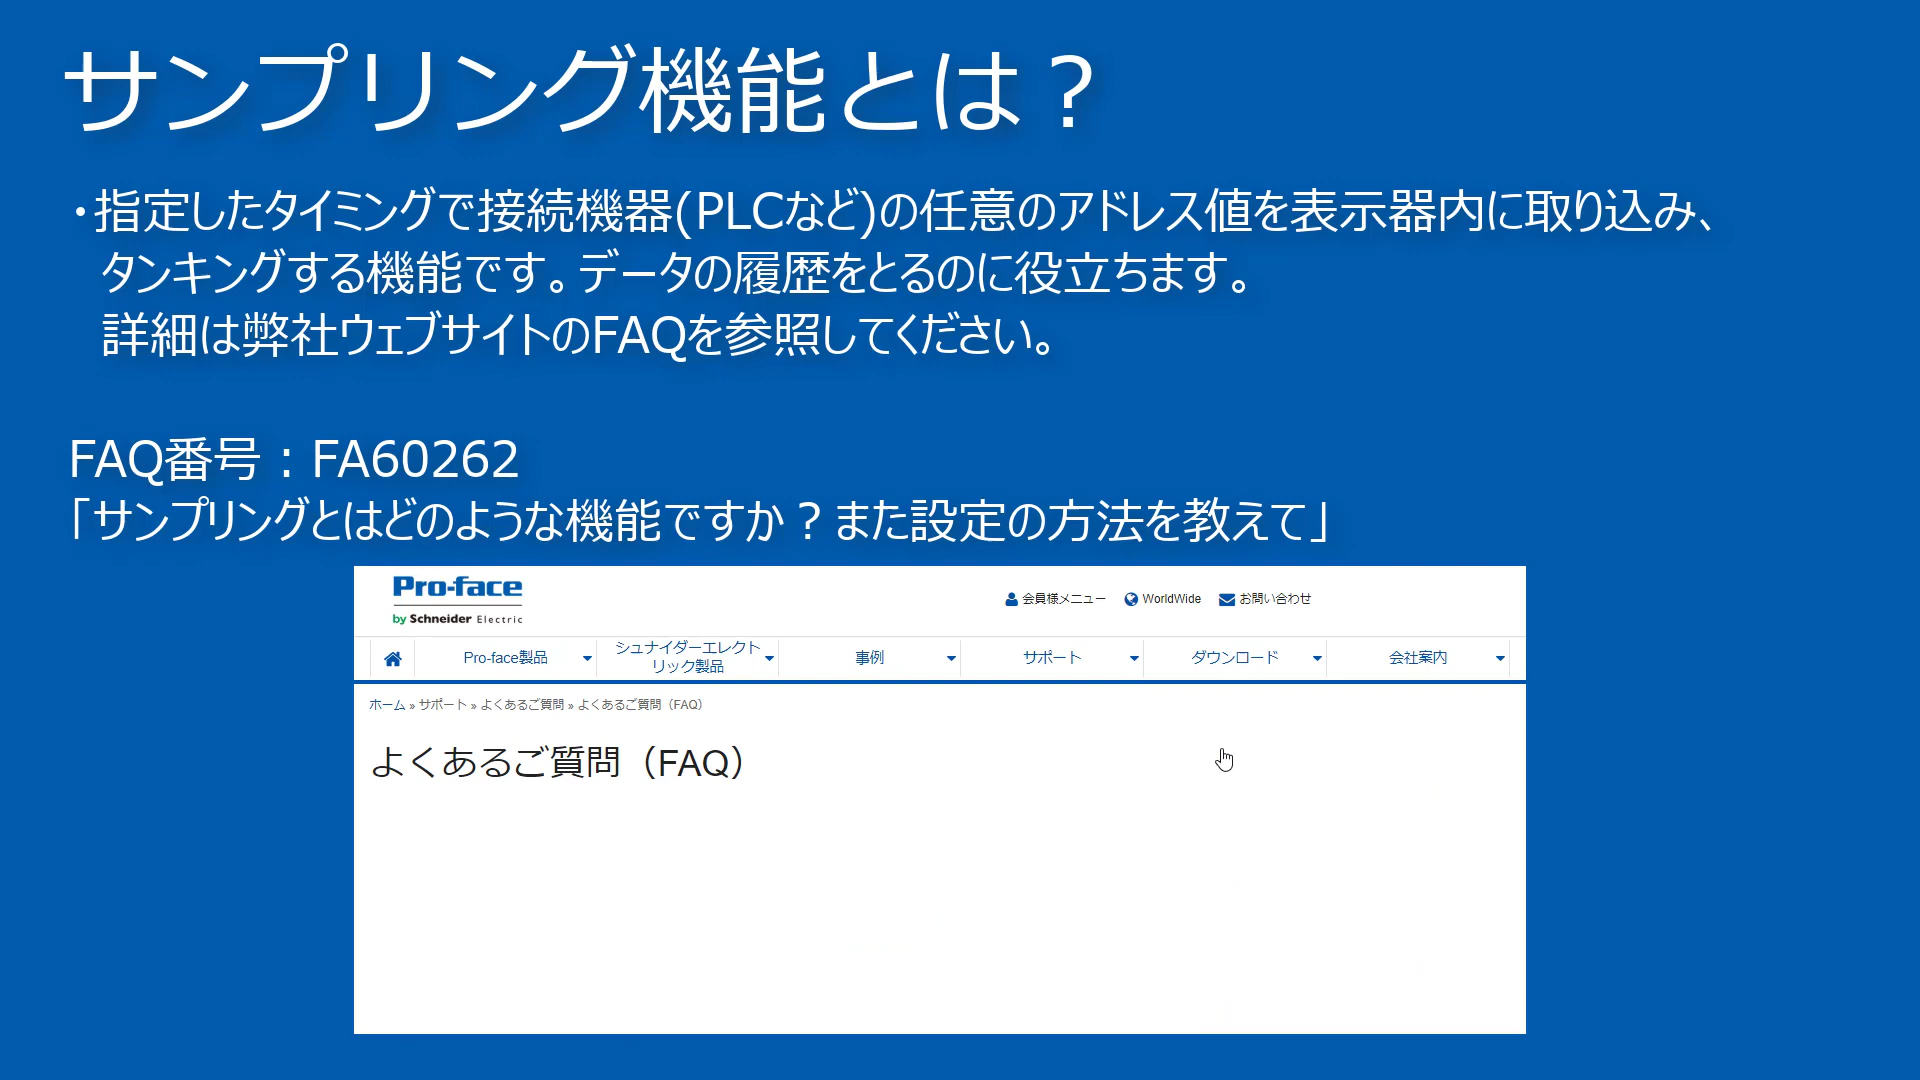 サンプリング機能とは？
・指定したタイミングで接続機器(PLCなど)の任意のアドレス値を表示器内に取り込み、
タンキングする機能です。データの履歴をとるのに役立ちます。
詳細は弊社ウェブサイトのFAQを参照してください。
FAQ番号：FA60262
「サンプリングとはどのような機能ですか？また設定の方法を教えて」
Pro-face
by Schneider Electric
会員様メニュー WorldWide お問い合わせ
Pro-face製品 シュナイダーエレクト
リック製品 事例 サポート ダウンロード 会社案内
ホーム » サポート » よくあるご質問 » よくあるご質問（FAQ）
よくあるご質問（FAQ）